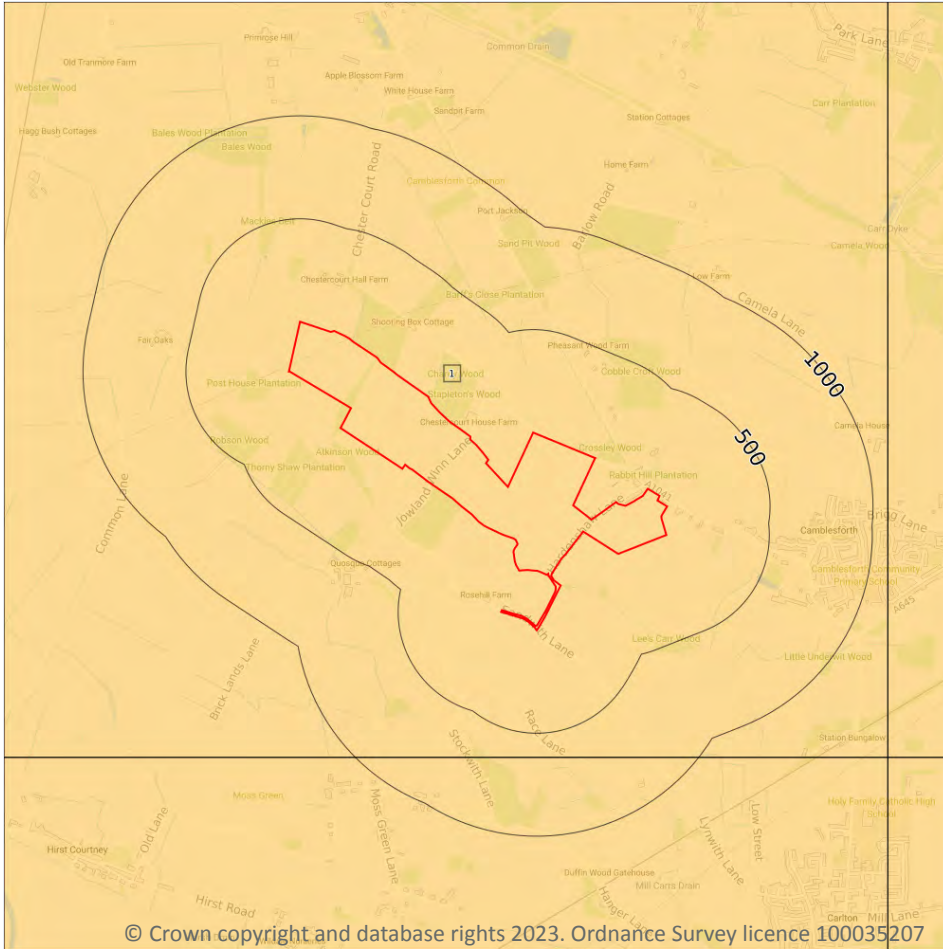 Park Lane
Primrose Hill
Common Drain
Old Tranmore Farm
Apple Blossom Farm
Webster Wood
White House Farm
Carr Plantation
Sandpit Farm
Station Cottages
Hagg Bush Cottages
Bales Wood Plantation
Bales Wood
Home Farm
Chester Court Road
Camblesforth Common
Barlow Road
Port Jackson
Mackies Belt
Carr Dyke
Sand Pit Wood
Camela Wood
Chestercourt Hall Farm
Low Farm
Barff's Close Plantation
Camela Lane
Shooting Box Cottage
Fair Oaks
Pheasant Wood Farm
1000
Cobble Croft Wood
1
Post House Plantation
Stapleton's Wood
Chestercourt House Farm
Camela House
500
Robson Wood
Crossley Wood
Atkinson Wood
Thorny Shaw Plantation
Rabbit Hill Plantation
Jowland Winn Lane
A1041
Common Lane
Brigg Lane
Camblesforth
Quosquo Cottages
Camblesforth Community
Primary School
Rosehill Farm
A645
Lee's Carr Wood
Little Underwit Wood
Brick Lands Lane
Race Lane
Station Bungalow
Stockwith Lane
Moss Green
Holy Family Catholic High
School
Old Lane
Moss Green Lane
Low Street
Lynwith Lane
Hirst Courtney
Duffin Wood Gatehouse
Mill Carrs Drain
Hirst Road
Hanger Lane
Carlton
Mill Lane
© Crown copyright and database rights 2023. Ordnance Survey licence 100035207